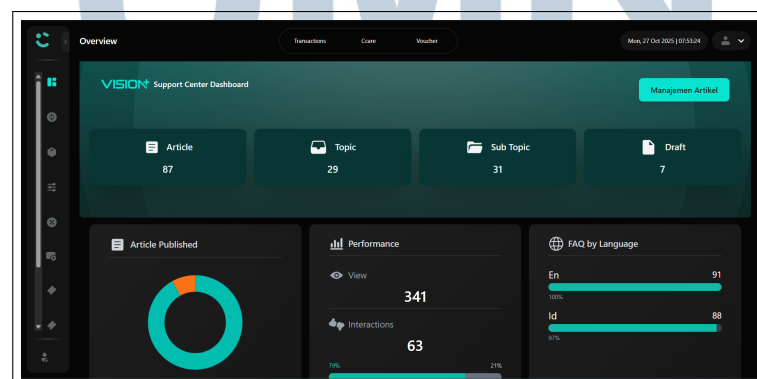 Overview
Transactions Ccare Voucher
Mon, 27 Oct 2025 | 07:53:24
VISION+ Support Center Dashboard
Manajemen Artikel
Article
87
Topic
29
Sub Topic
31
Draft
7
Article Published
Performance
View
341
Interactions
63
79% 21%
FAQ by Language
En 91
100%
Id 88
97%